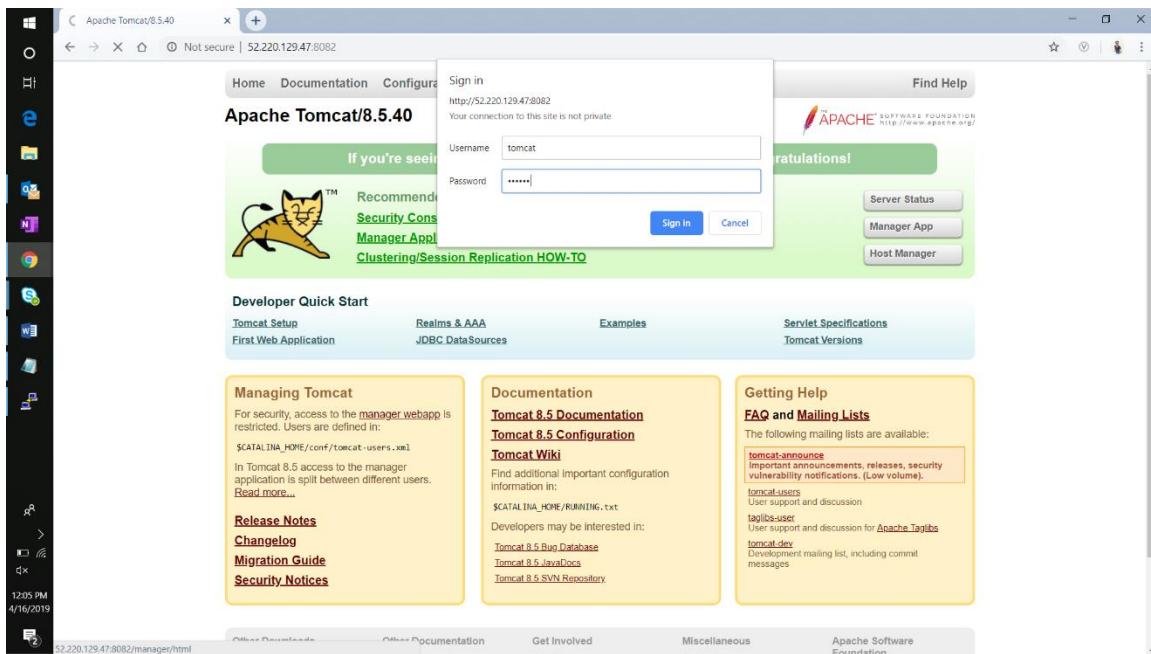 Apache Tomcat/8.5.40
Not secure | 52.220.129.47:8082
Home Documentation Configura
Find Help
Sign in
http://52.220.129.47:8082
Your connection to this site is not private
Username tomcat
Password ••••••
Sign in Cancel
Apache Tomcat/8.5.40
THE APACHE SOFTWARE FOUNDATION
http://www.apache.org/
If you're seein
ratulations!
TM
Recommende
Security Cons
Manager Appl
Clustering/Session Replication HOW-TO
Server Status
Manager App
Host Manager
Developer Quick Start
Tomcat Setup
First Web Application
Realms & AAA
JDBC DataSources
Examples
Servlet Specifications
Tomcat Versions
Managing Tomcat
For security, access to the manager webapp is
restricted. Users are defined in:
$CATALINA_HOME/conf/tomcat-users.xml
In Tomcat 8.5 access to the manager
application is split between different users.
Read more...
Release Notes
Changelog
Migration Guide
Security Notices
Documentation
Tomcat 8.5 Documentation
Tomcat 8.5 Configuration
Tomcat Wiki
Find additional important configuration
information in:
$CATALINA_HOME/RUNNING.txt
Developers may be interested in:
Tomcat 8.5 Bug Database
Tomcat 8.5 JavaDocs
Tomcat 8.5 SVN Repository
Getting Help
FAQ and Mailing Lists
The following mailing lists are available:
tomcat-announce
Important announcements, releases, security
vulnerability notifications. (Low volume).
tomcat-users
User support and discussion
taglibs-user
User support and discussion for Apache Taglibs
tomcat-dev
Development mailing list, including commit
messages
Other Downloads
Other Documentation
Get Involved
Miscellaneous
Apache Software
Foundation
52.220.129.47:8082/manager/html
12:05 PM
4/16/2019
2